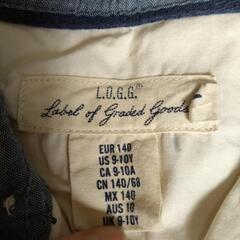 L.O.G.G.®
Label of Graded Goods
EUR 140
US 9-10Y
CA 9-10A
CN 140/68
MX 140
AUS 10
UK 9-10Y